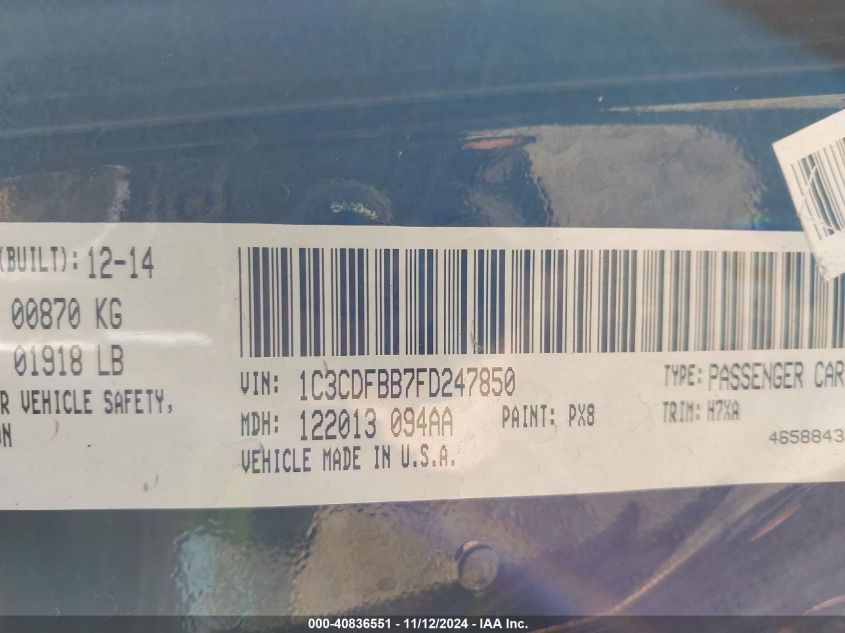 (BUILT): 12-14
00870 KG
01918 LB
R VEHICLE SAFETY,
ON
VIN: 1C3CDFBB7FD247850
MDH: 122013 094AA PAINT: PX8
VEHICLE MADE IN U.S.A.
TYPE: PASSENGER CAR
TRIM: H7XA
4658843
000-40836551 - 11/12/2024 - IAA Inc.